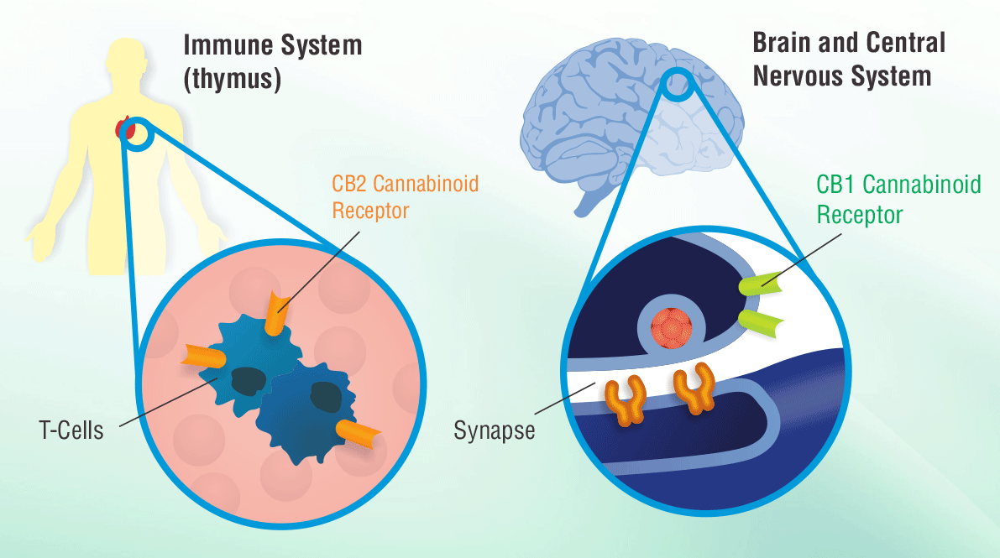 Immune System
(thymus)
CB2 Cannabinoid
Receptor
T-Cells
Brain and Central
Nervous System
CB1 Cannabinoid
Receptor
Synapse